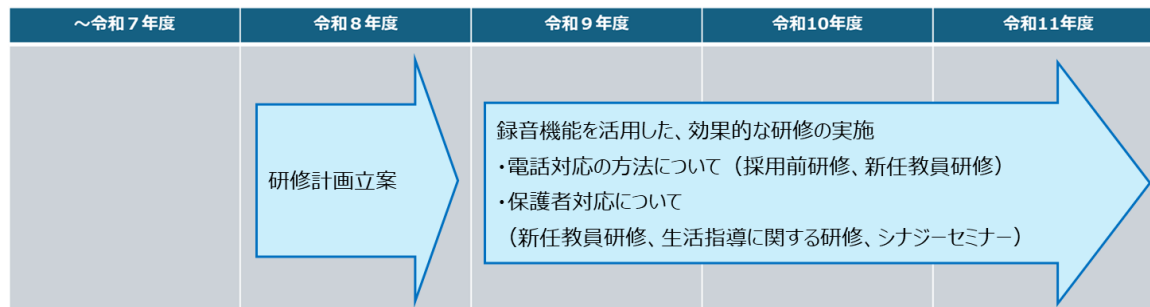 ～令和７年度
令和８年度
令和９年度
令和10年度
令和11年度
研修計画立案
録音機能を活用した、効果的な研修の実施
・電話対応の方法について（採用前研修、新任教員研修）
・保護者対応について
（新任教員研修、生活指導に関する研修、シナジーセミナー）